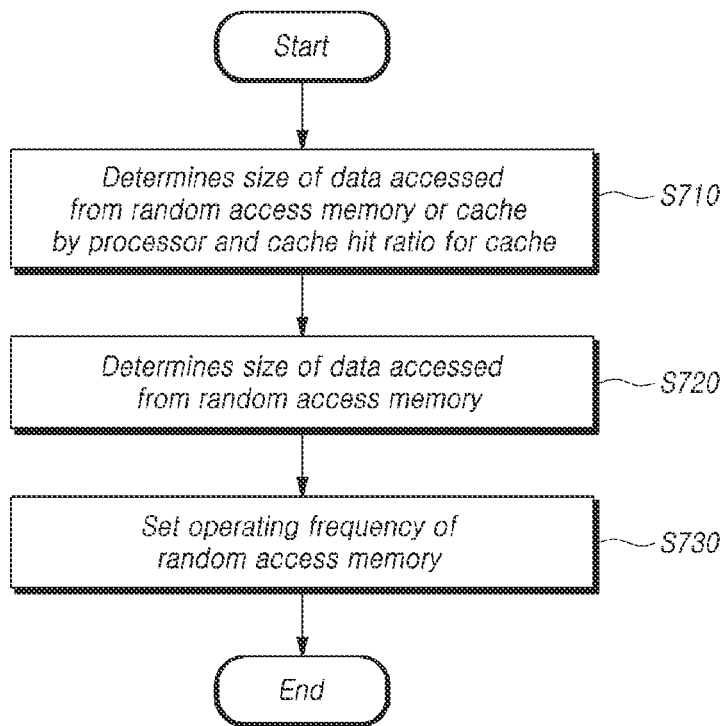 Start
Determines size of data accessed
from random access memory or cache
by processor and cache hit ratio for cache
S710
Determines size of data accessed
from random access memory
S720
Set operating frequency of
random access memory
S730
End